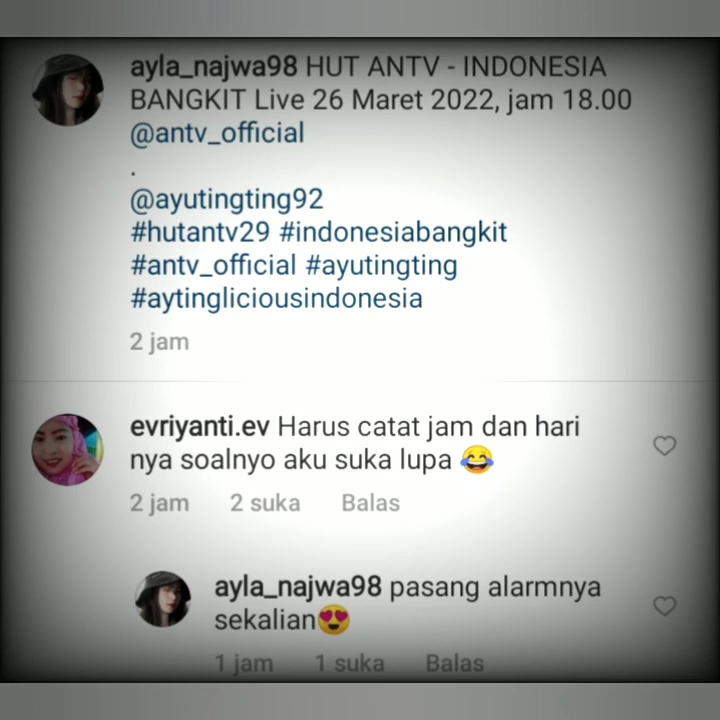 ayla_najwa98 HUT ANTV - INDONESIA
BANGKIT Live 26 Maret 2022, jam 18.00
@antv_official
.
@ayutingting92
#hutantv29 #indonesiabangkit
#antv_official #ayutingting
#aytingliciousindonesia
2 jam
evriyanti.ev Harus catat jam dan hari
nya soalnyo aku suka lupa 😂
2 jam 2 suka Balas
ayla_najwa98 pasang alarmnya
sekalian😍
1 jam 1 suka Balas